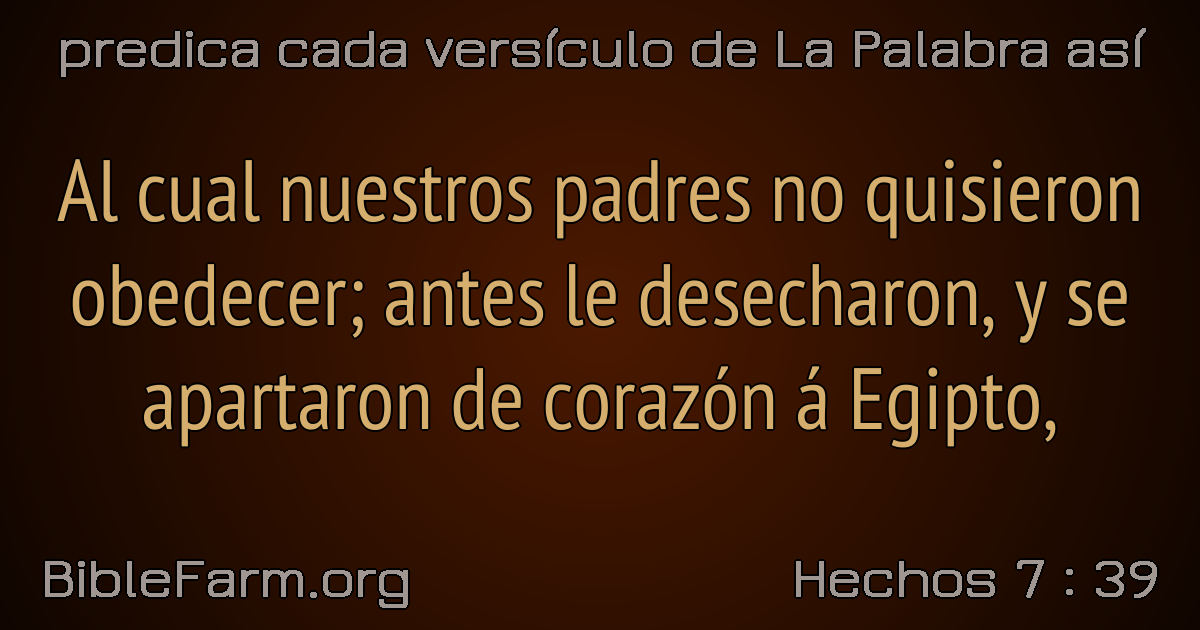 predica cada versículo de La Palabra así
Al cual nuestros padres no quisieron
obedecer; antes le desecharon, y se
apartaron de corazón á Egipto,
BibleFarm.org
Hechos 7 : 39